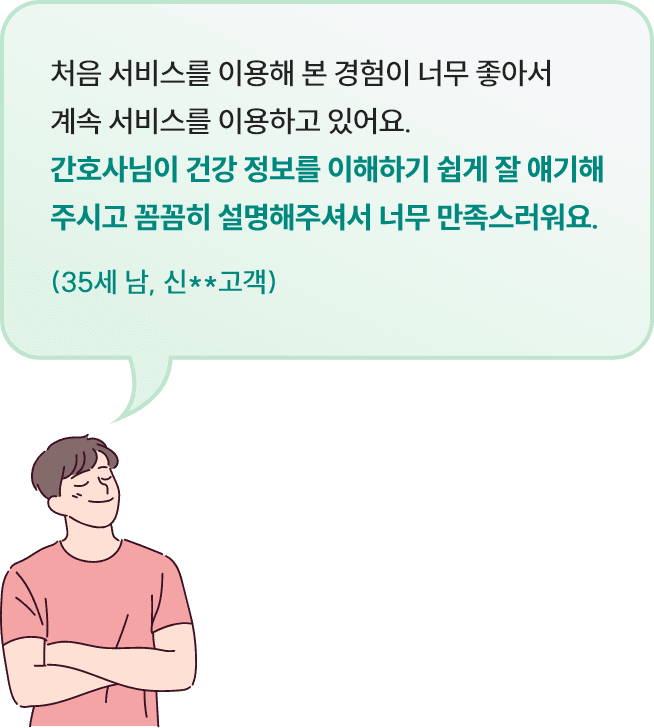 처음 서비스를 이용해 본 경험이 너무 좋아서
계속 서비스를 이용하고 있어요.
간호사님이 건강 정보를 이해하기 쉽게 잘 얘기해
주시고 꼼꼼히 설명해주셔서 너무 만족스러워요.
(35세 남, 신**고객)